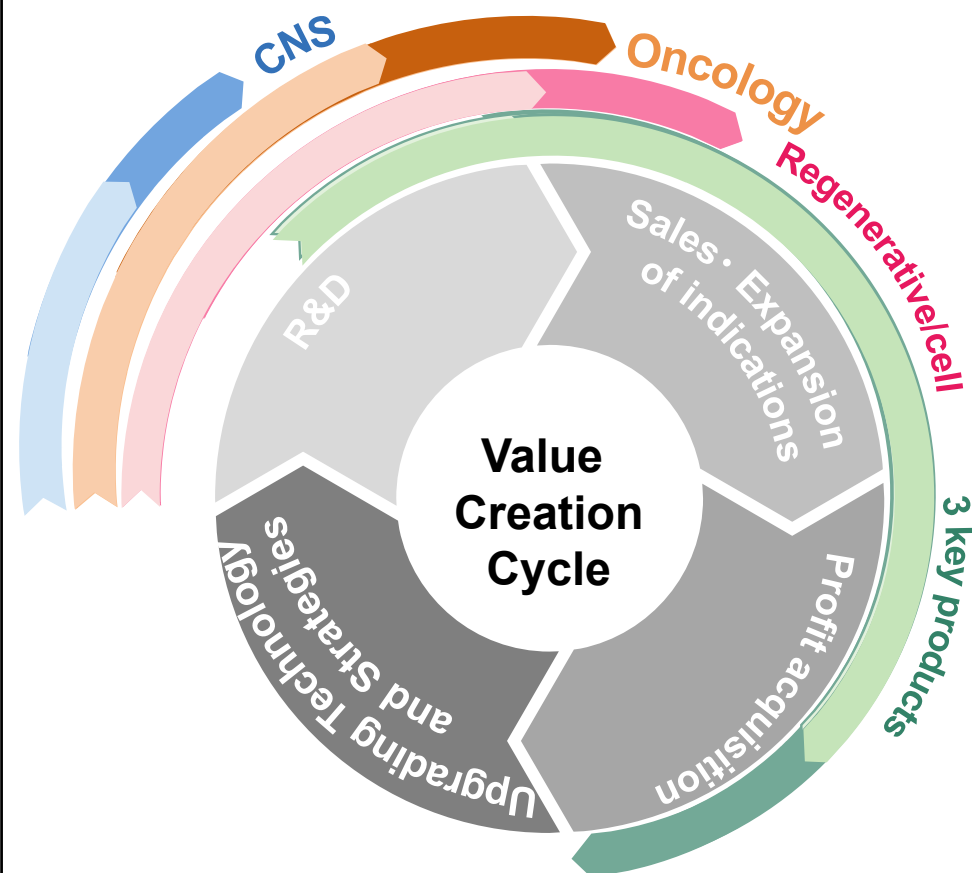 CNS
Oncology
Regenerative/cell
3 key products
R&D
Sales・Expansion
of indications
Profit acquisition
Upgrading Technology
and Strategies
Value
Creation
Cycle